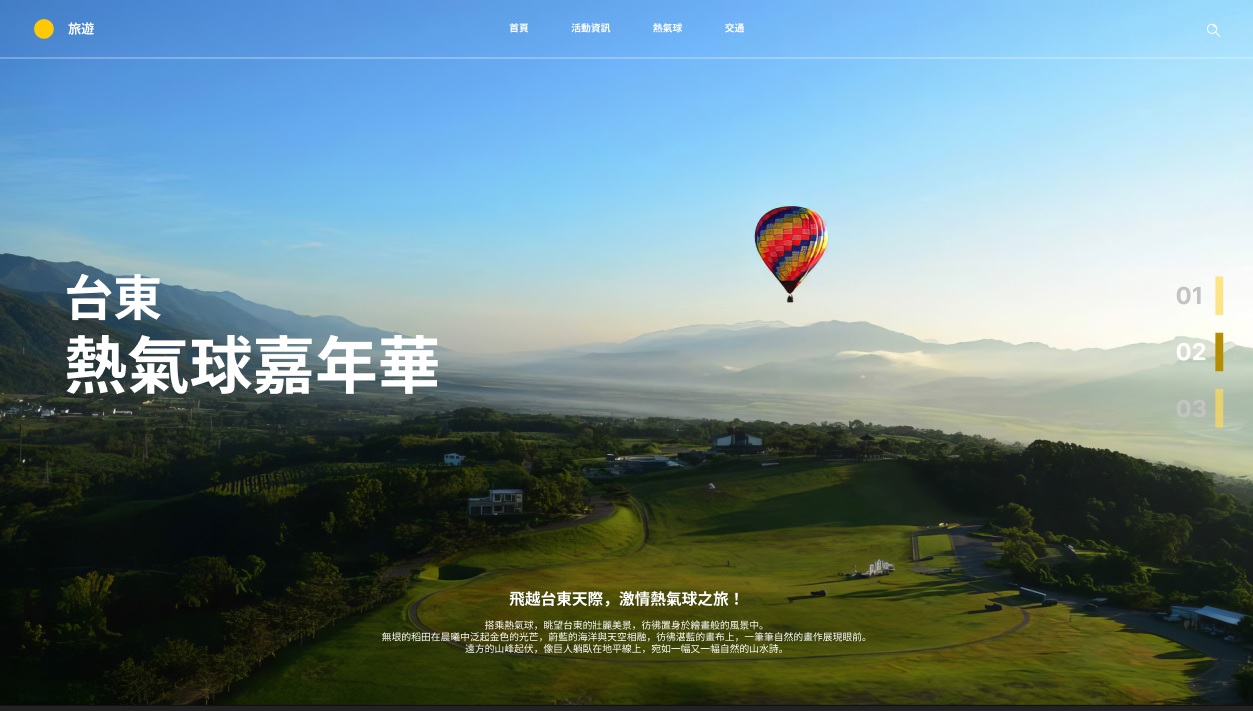 旅遊
首頁
活動資訊
熱氣球
交通
台東
熱氣球嘉年華
01
02
03
飛越台東天際，激情熱氣球之旅！
搭乘熱氣球，眺望台東的壯麗美景，彷彿置身於繪畫般的風景中。
無垠的稻田在晨曦中泛起金色的光芒，蔚藍的海洋與天空相融，彷彿湛藍的畫布上，一筆筆自然的畫作展現眼前。
遠方的山峰起伏，像巨人躺臥在地平線上，宛如一幅又一幅自然的山水詩。